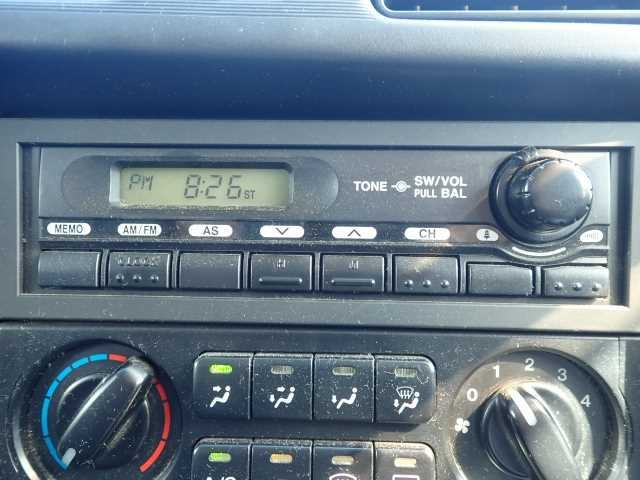 PM 8:26 ST
TONE SW/VOL
PULL BAL
MEMO AM/FM AS CH
CLOCK H M
0 1 2 3 4
A/C